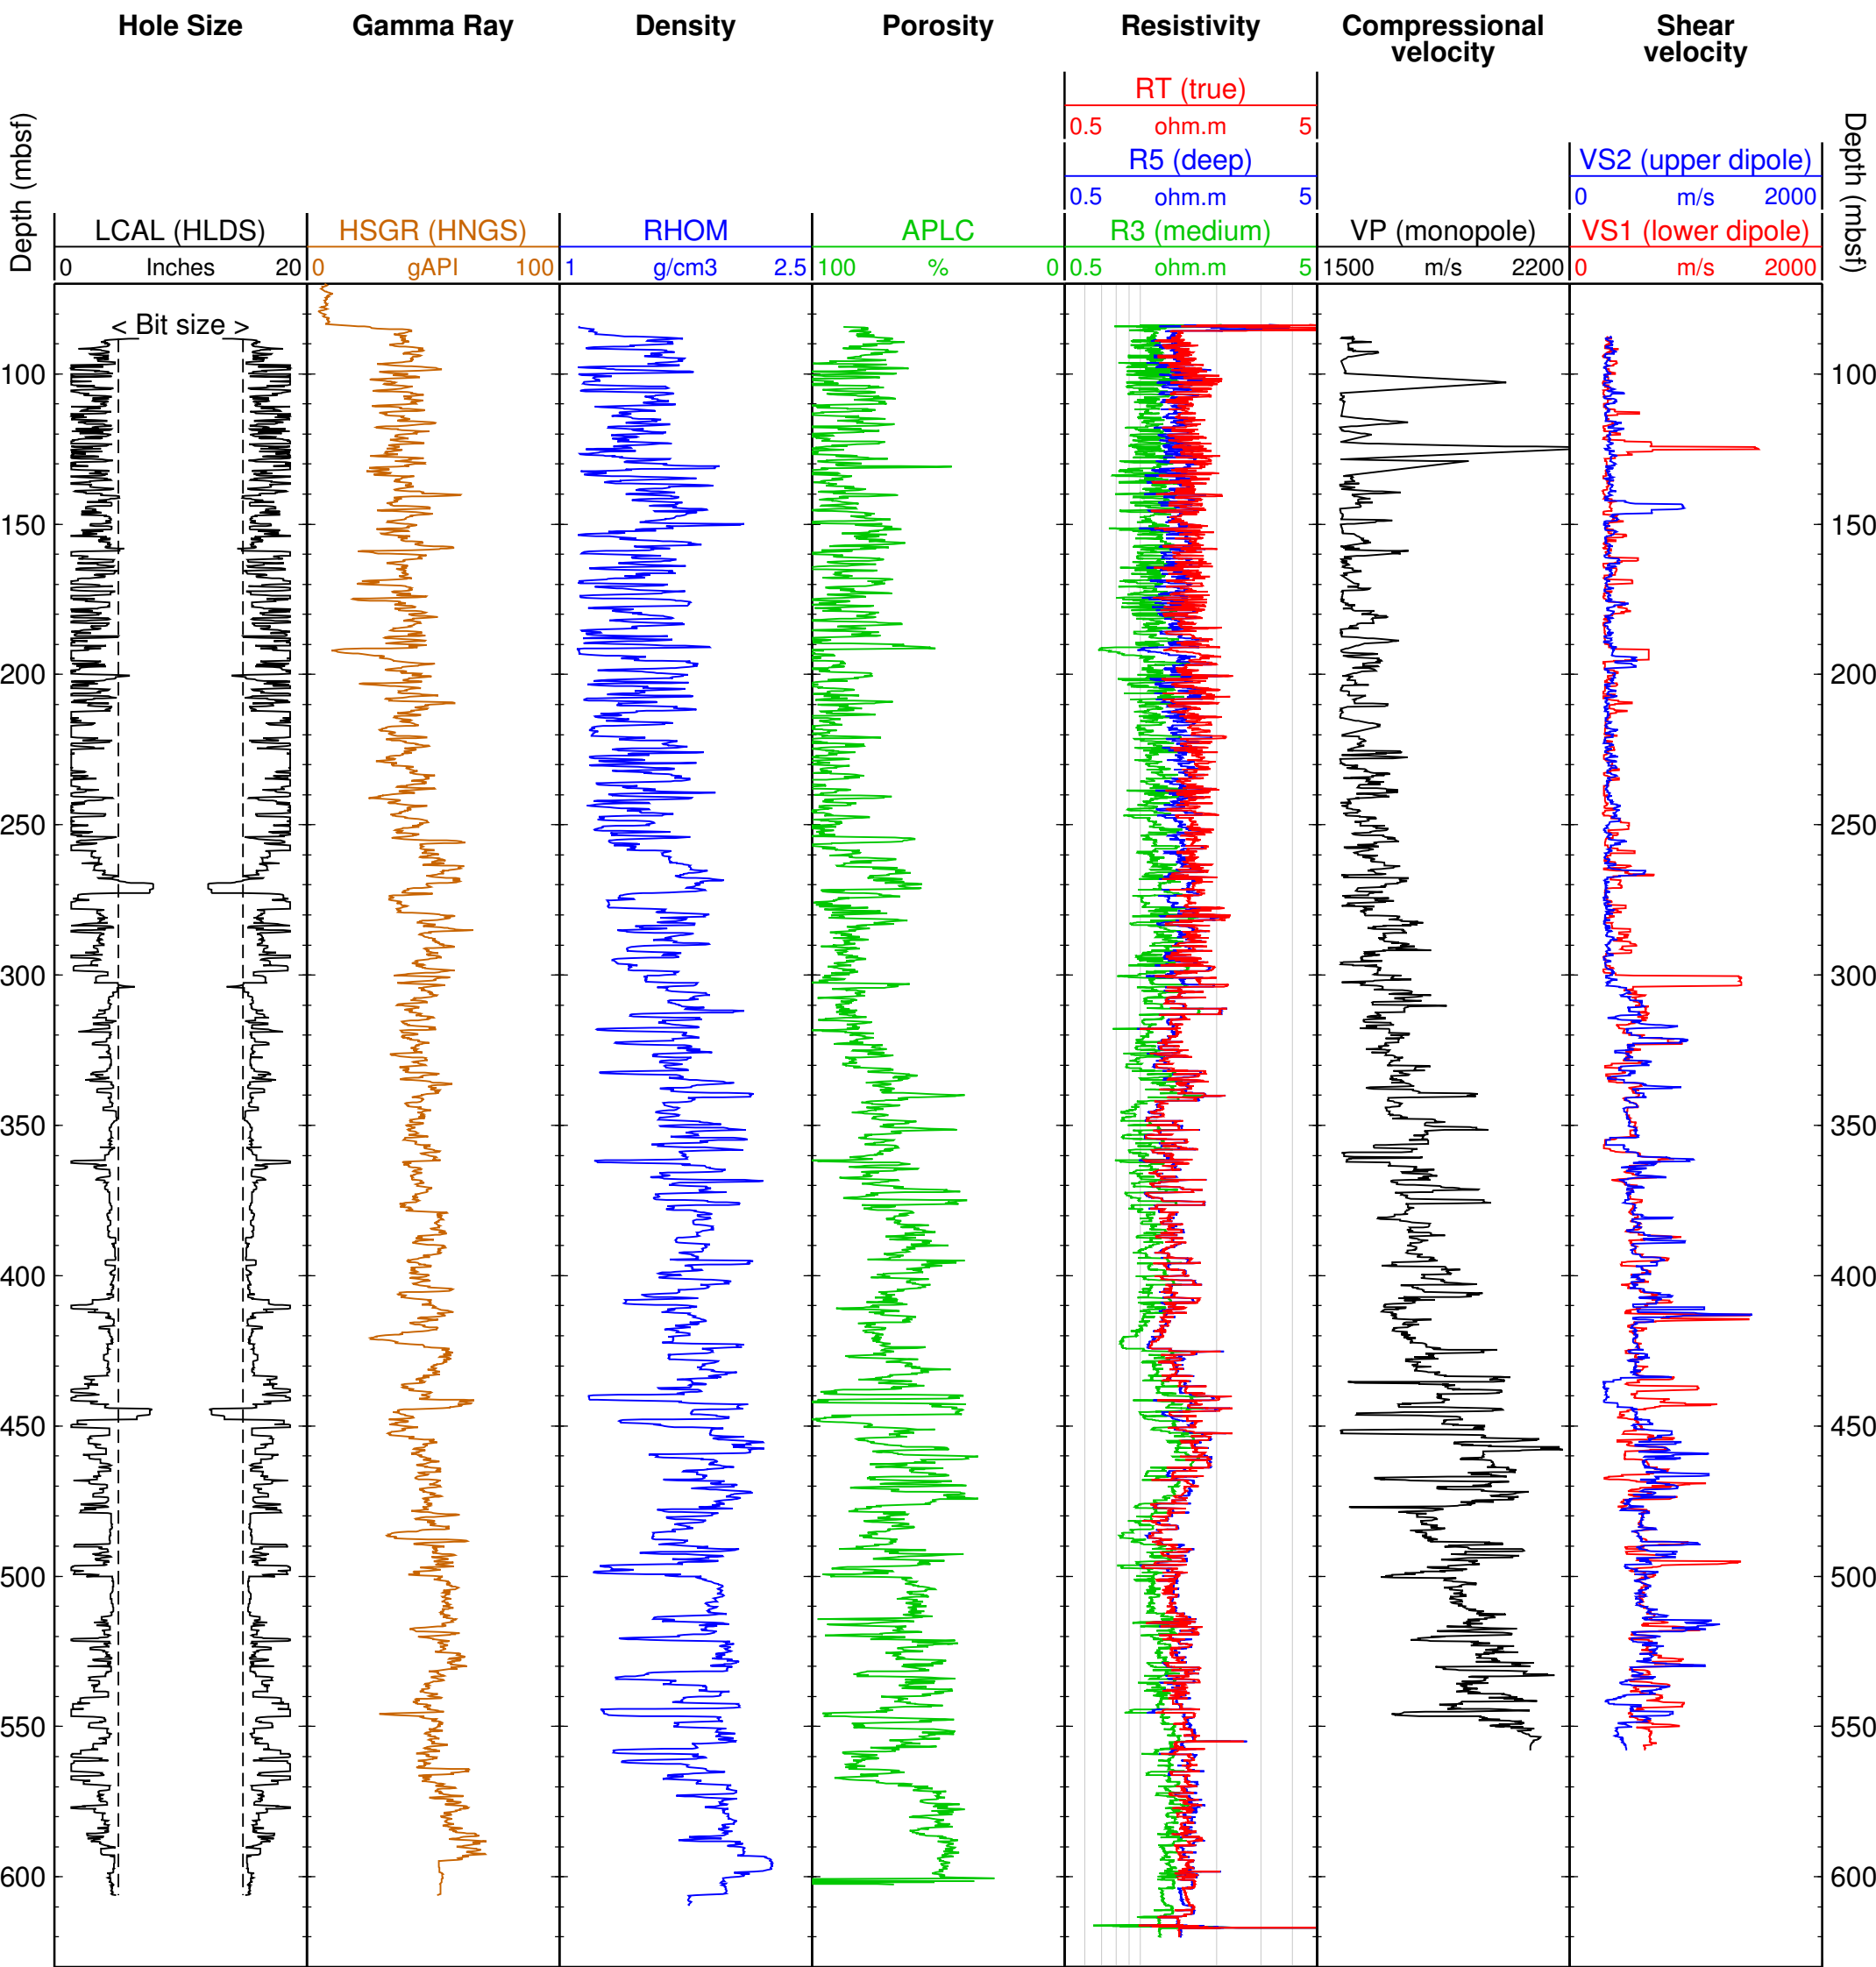 Hole Size Gamma Ray Density Porosity Resistivity Compressional velocity Shear velocity
RT (true)
0.5 ohm.m 5
R5 (deep) VS2 (upper dipole)
0.5 ohm.m 5 0 m/s 2000
LCAL (HLDS) HSGR (HNGS) RHOM APLC R3 (medium) VP (monopole) VS1 (lower dipole)
0 Inches 20 0 gAPI 100 1 g/cm3 2.5 100 % 0 0.5 ohm.m 5 1500 m/s 2200 0 m/s 2000
Depth (mbsf) Depth (mbsf)
< Bit size >
100 100
150 150
200 200
250 250
300 300
350 350
400 400
450 450
500 500
550 550
600 600